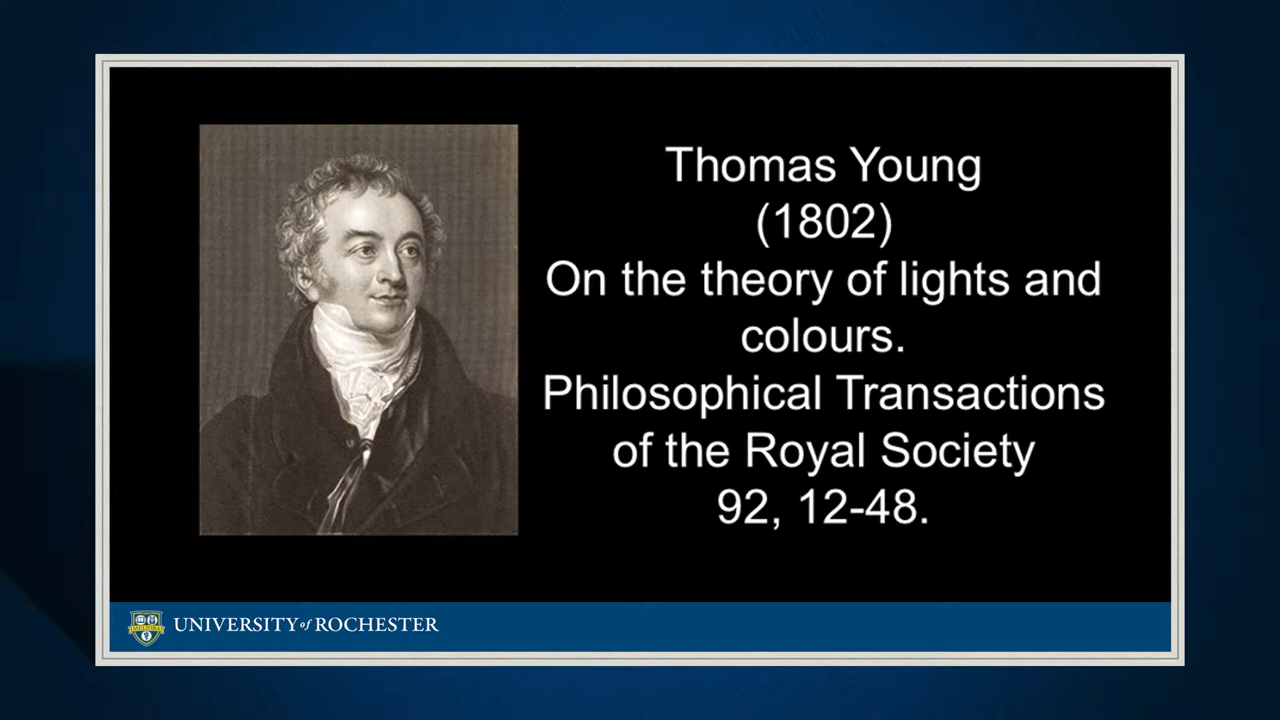 Thomas Young
(1802)
On the theory of lights and
colours.
Philosophical Transactions
of the Royal Society
92, 12-48.
MELIORA
UNIVERSITY of ROCHESTER